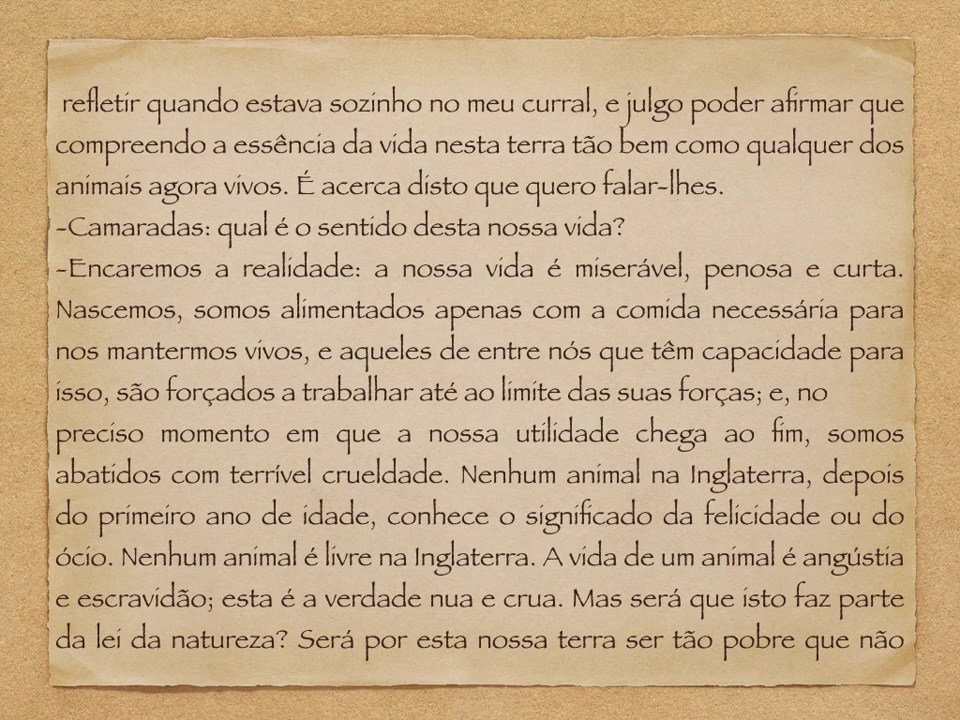 refletir quando estava sozinho no meu curral, e julgo poder afirmar que
compreendo a essência da vida nesta terra tão bem como qualquer dos
animais agora vivos. É acerca disto que quero falar-lhes.
-Camaradas: qual é o sentido desta nossa vida?
-Encaremos a realidade: a nossa vida é miserável, penosa e curta.
Nascemos, somos alimentados apenas com a comida necessária para
nos mantermos vivos, e aqueles de entre nós que têm capacidade para
isso, são forçados a trabalhar até ao limite das suas forças; e, no
preciso momento em que a nossa utilidade chega ao fim, somos
abatidos com terrível crueldade. Nenhum animal na Inglaterra, depois
do primeiro ano de idade, conhece o significado da felicidade ou do
ócio. Nenhum animal é livre na Inglaterra. A vida de um animal é angústia
e escravidão; esta é a verdade nua e crua. Mas será que isto faz parte
da lei da natureza? Será por esta nossa terra ser tão pobre que não